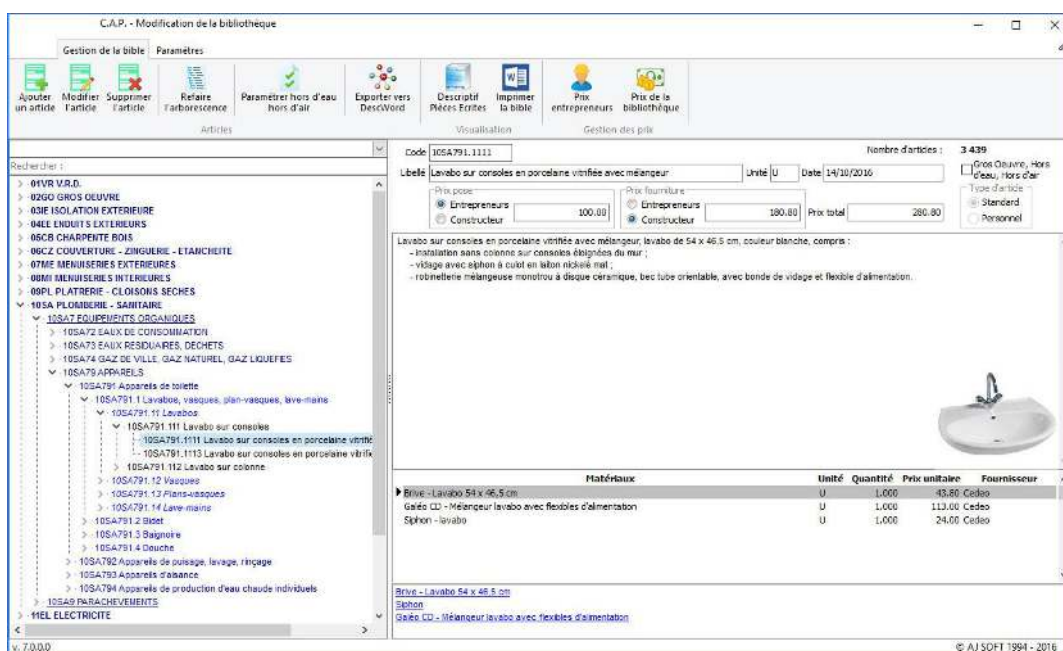 C.A.P. - Modification de la bibliothèque
Gestion de la bible Paramètres
Ajouter un article
Modifier l'article
Supprimer l'article
Refaire l'arborescence
Paramétrer hors d'eau hors d'air
Exporter vers DescWord
Descriptif Pièces Ecrites
Imprimer la bible
Prix entrepreneurs
Prix de la bibliothèque
Articles
Visualisation
Gestion des prix
Rechercher :
01VR V.R.D.
02GO GROS OEUVRE
03IE ISOLATION EXTERIEURE
04EE ENDUITS EXTERIEURS
05CB CHARPENTE BOIS
06CZ COUVERTURE - ZINGUERIE - ETANCHEITE
07ME MENUISERIES EXTERIEURES
08MI MENUISERIES INTERIEURES
09PL PLATRERIE - CLOISONS SECHES
10SA PLOMBERIE - SANITAIRE
10SA7 EQUIPEMENTS ORGANIQUES
10SA72 EAUX DE CONSOMMATION
10SA73 EAUX RESIDUAIRES, DECHETS
10SA74 GAZ DE VILLE, GAZ NATUREL, GAZ LIQUEFIES
10SA79 APPAREILS
10SA791 Appareils de toilette
10SA791.1 Lavabos, vasques, plan-vasques, lave-mains
10SA791.11 Lavabos
10SA791.111 Lavabo sur consoles
10SA791.1111 Lavabo sur consoles en porcelaine vitrifié
10SA791.1113 Lavabo sur consoles en porcelaine vitrifié
10SA791.112 Lavabo sur colonne
10SA791.12 Vasques
10SA791.13 Plans-vasques
10SA791.14 Lave-mains
10SA791.2 Bidet
10SA791.3 Baignoire
10SA791.4 Douche
10SA792 Appareils de puisage, lavage, rinçage
10SA793 Appareils d'aisance
10SA794 Appareils de production d'eau chaude individuels
10SA9 PARACHEVEMENTS
11EL ELECTRICITE
Code 10SA791.1111 Nombre d'articles : 3 439
Libellé Lavabo sur consoles en porcelaine vitrifiée avec mélangeur Unité U Date 14/10/2016
Gros Oeuvre, Hors d'eau, Hors d'air
Prix pose
Entrepreneurs
Constructeur
100.00
Prix fourniture
Entrepreneurs
Constructeur
180.80
Prix total 280.80
Type d'article
Standard
Personnel
Lavabo sur consoles en porcelaine vitrifiée avec mélangeur, lavabo de 54 x 46,5 cm, couleur blanche, compris :
- installation sans colonne sur consoles éloignées du mur ;
- vidage avec siphon à culot en laiton nickelé mat ;
- robinetterie mélangeuse monotrou à disque céramique, bec tube orientable, avec bonde de vidage et flexible d'alimentation.
Matériaux Unité Quantité Prix unitaire Fournisseur
Brive - Lavabo 54 x 46,5 cm U 1.000 43.80 Cedeo
Galéo CD - Mélangeur lavabo avec flexibles d'alimentation U 1.000 113.00 Cedeo
Siphon - lavabo U 1.000 24.00 Cedeo
Brive - Lavabo 54 x 46,5 cm
Siphon
Galéo CD - Mélangeur lavabo avec flexibles d'alimentation
v. 7.0.0.0 © AJ SOFT 1994 - 2016